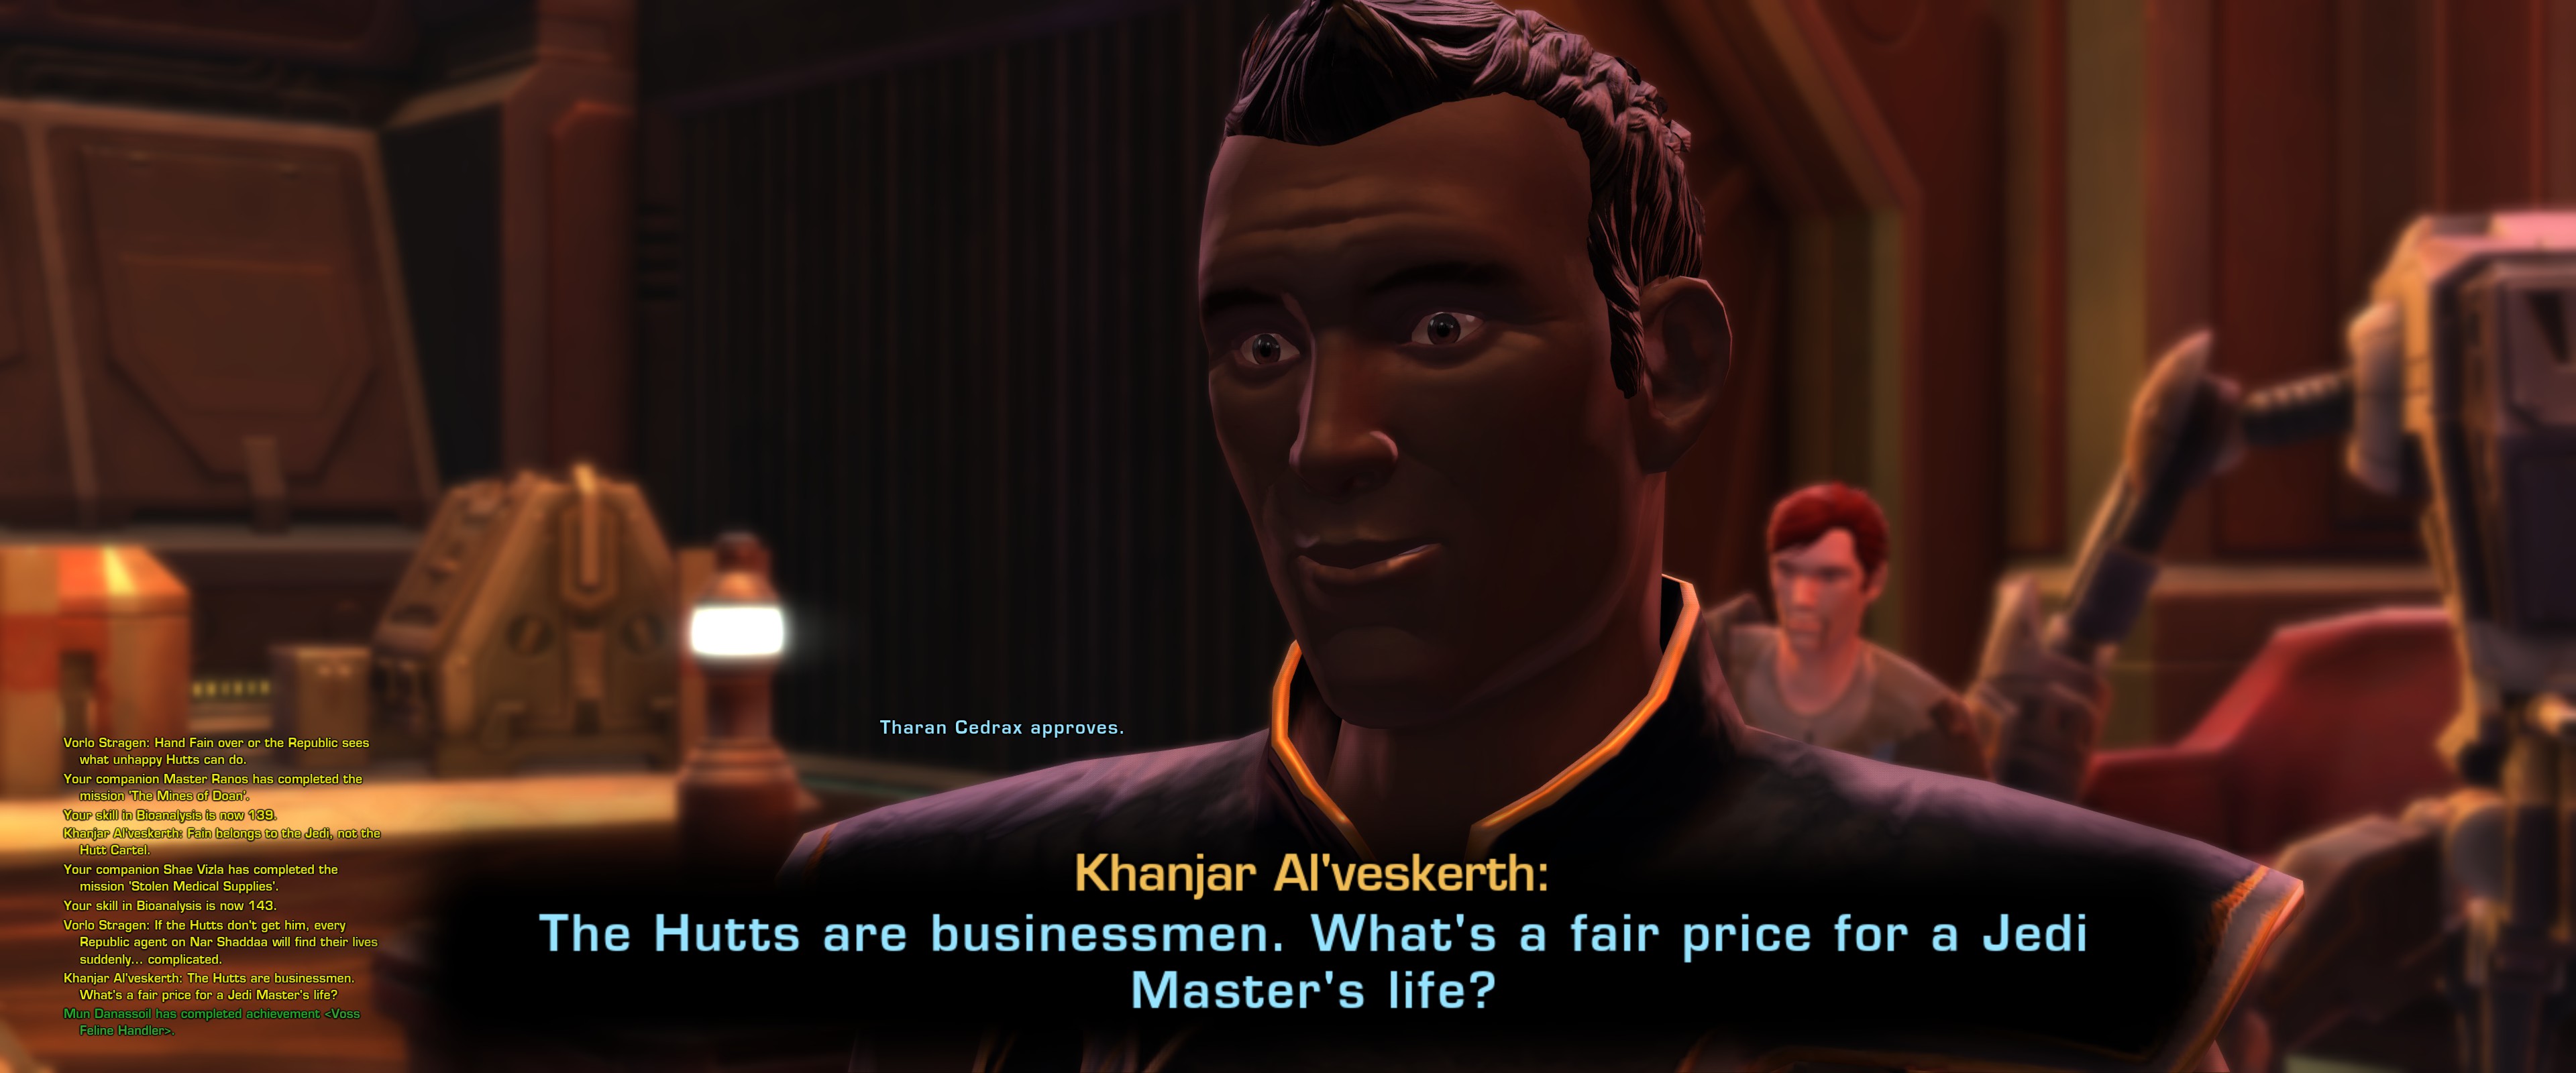 Tharan Cedrax approves.
Vorlo Stragen: Hand Fain over or the Republic sees
what unhappy Hutts can do.
Your companion Master Ranos has completed the
mission 'The Mines of Doan'.
Your skill in Bioanalysis is now 139.
Khanjar Al'veskerth: Fain belongs to the Jedi, not the
Hutt Cartel.
Your companion Shae Vizla has completed the
mission 'Stolen Medical Supplies'.
Your skill in Bioanalysis is now 143.
Vorlo Stragen: If the Hutts don't get him, every
Republic agent on Nar Shaddaa will find their lives
suddenly... complicated.
Khanjar Al'veskerth: The Hutts are businessmen.
What's a fair price for a Jedi Master's life?
Mun Danassoil has completed achievement <Voss
Feline Handler>.
Khanjar Al'veskerth:
The Hutts are businessmen. What's a fair price for a Jedi
Master's life?